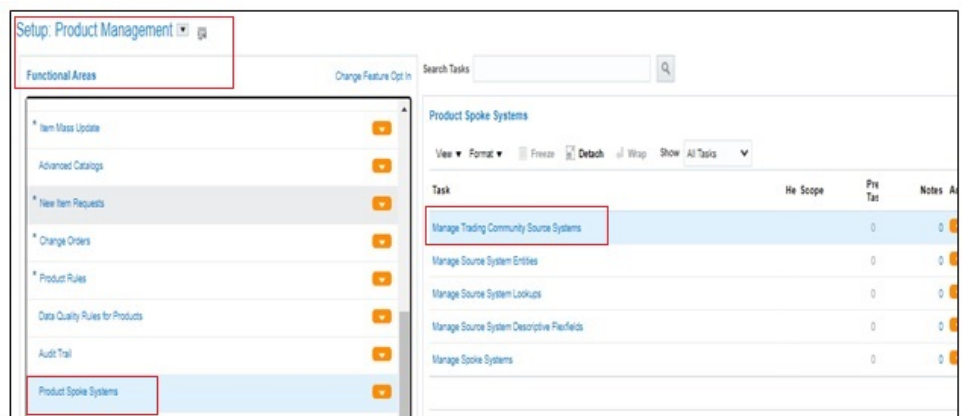 Setup: Product Management
Functional Areas
Change Feature Opt In
* Item Mass Update
Advanced Catalogs
* New Item Requests
* Change Orders
* Product Rules
Data Quality Rules for Products
Audit Trail
Product Spoke Systems
Search Tasks
Product Spoke Systems
View Format Freeze Detach Wrap Show All Tasks
Task He Scope Pre Tas Notes
Manage Trading Community Source Systems 0 0
Manage Source System Entities 0 0
Manage Source System Lookups 0 0
Manage Source System Descriptive Flexfields 0 0
Manage Spoke Systems 0 0